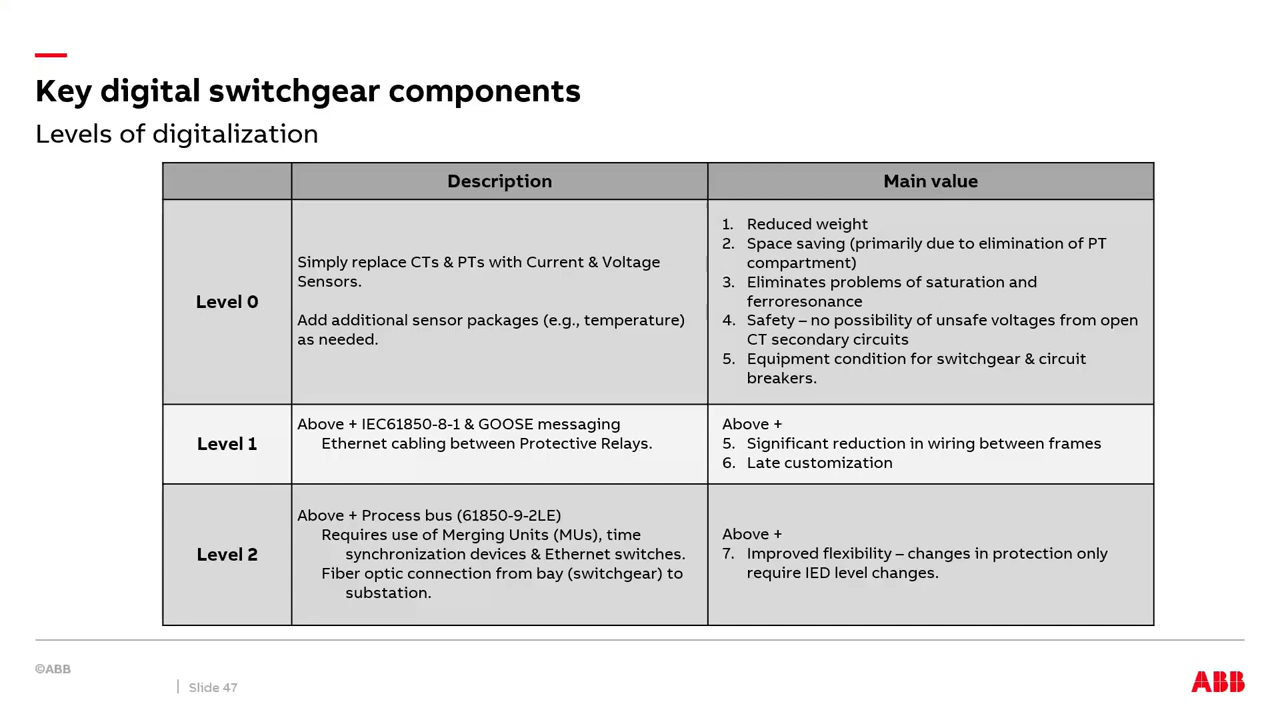 Key digital switchgear components
Levels of digitalization
Description
Main value
Level 0
Simply replace CTs & PTs with Current & Voltage
Sensors.
Add additional sensor packages (e.g., temperature)
as needed.
1. Reduced weight
2. Space saving (primarily due to elimination of PT
compartment)
3. Eliminates problems of saturation and
ferroresonance
4. Safety – no possibility of unsafe voltages from open
CT secondary circuits
5. Equipment condition for switchgear & circuit
breakers.
Level 1
Above + IEC61850-8-1 & GOOSE messaging
Ethernet cabling between Protective Relays.
Above +
5. Significant reduction in wiring between frames
6. Late customization
Level 2
Above + Process bus (61850-9-2LE)
Requires use of Merging Units (MUs), time
synchronization devices & Ethernet switches.
Fiber optic connection from bay (switchgear) to
substation.
Above +
7. Improved flexibility – changes in protection only
require IED level changes.
©ABB
Slide 47
ABB